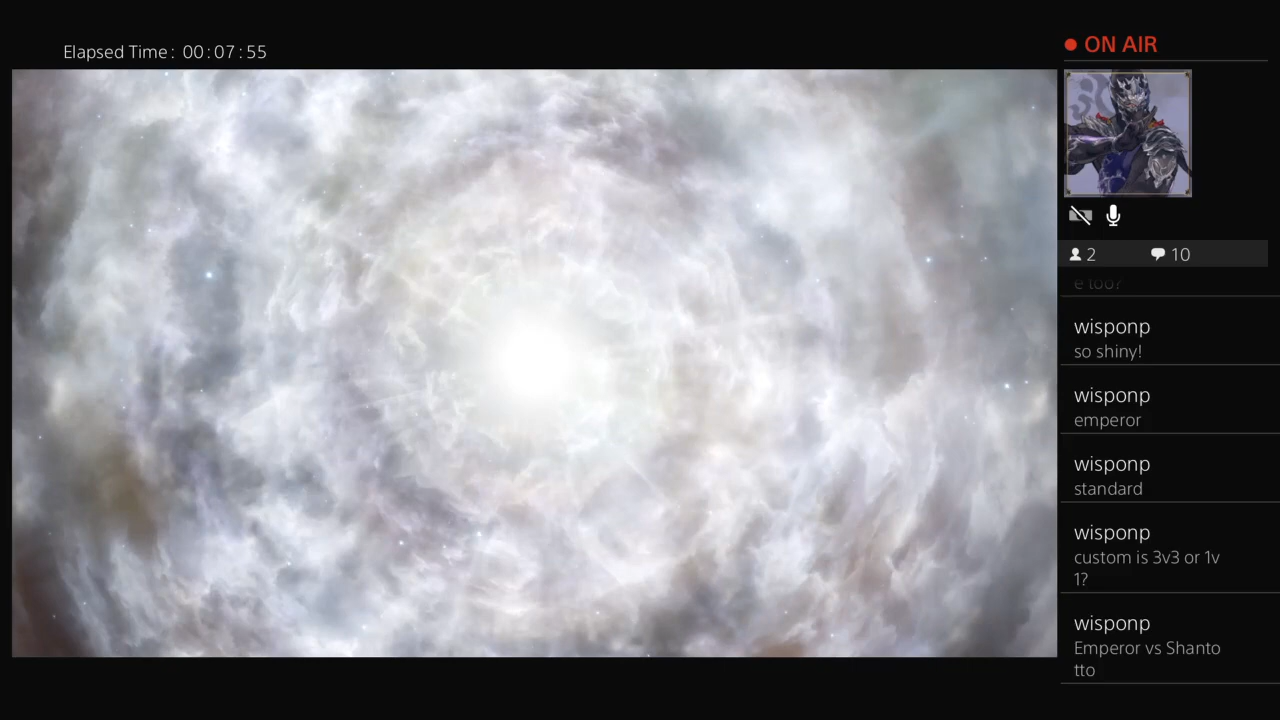 Elapsed Time: 00:07:55
ON AIR
2 10
e too?
wisponp
so shiny!
wisponp
emperor
wisponp
standard
wisponp
custom is 3v3 or 1v
1?
wisponp
Emperor vs Shanto
tto